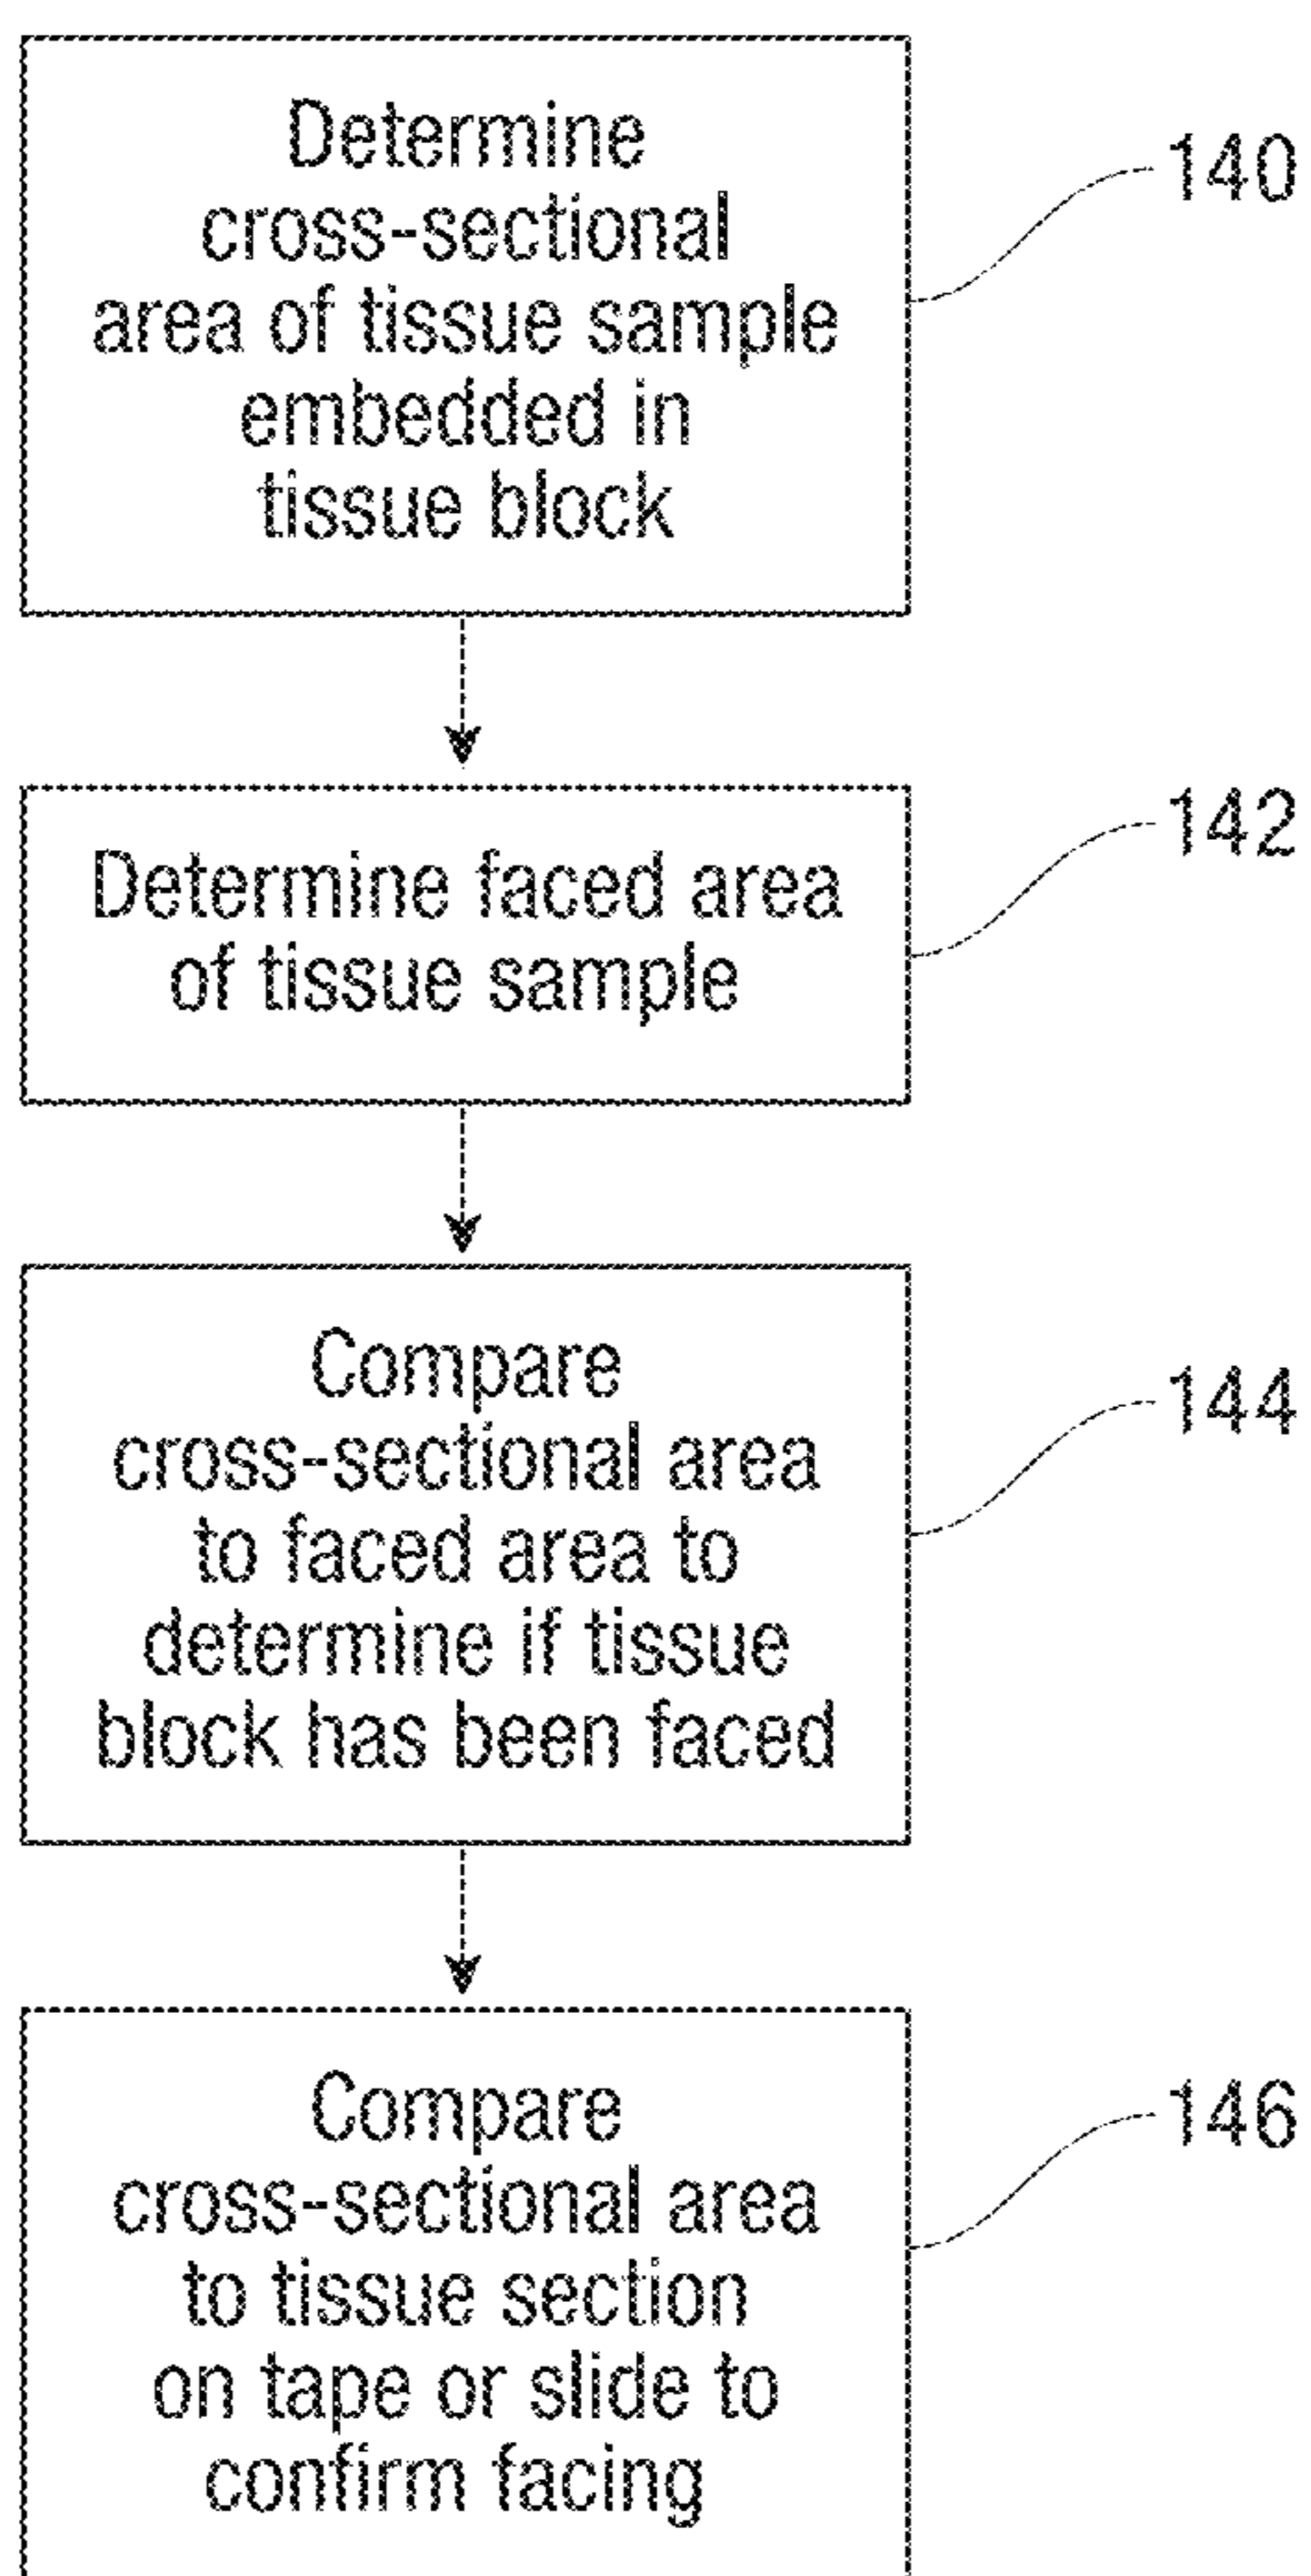 Determine
cross-sectional
area of tissue sample
embedded in
tissue block
140
Determine faced area
of tissue sample
142
Compare
cross-sectional area
to faced area to
determine if tissue
block has been faced
144
Compare
cross-sectional area
to tissue section
on tape or slide to
confirm facing
146